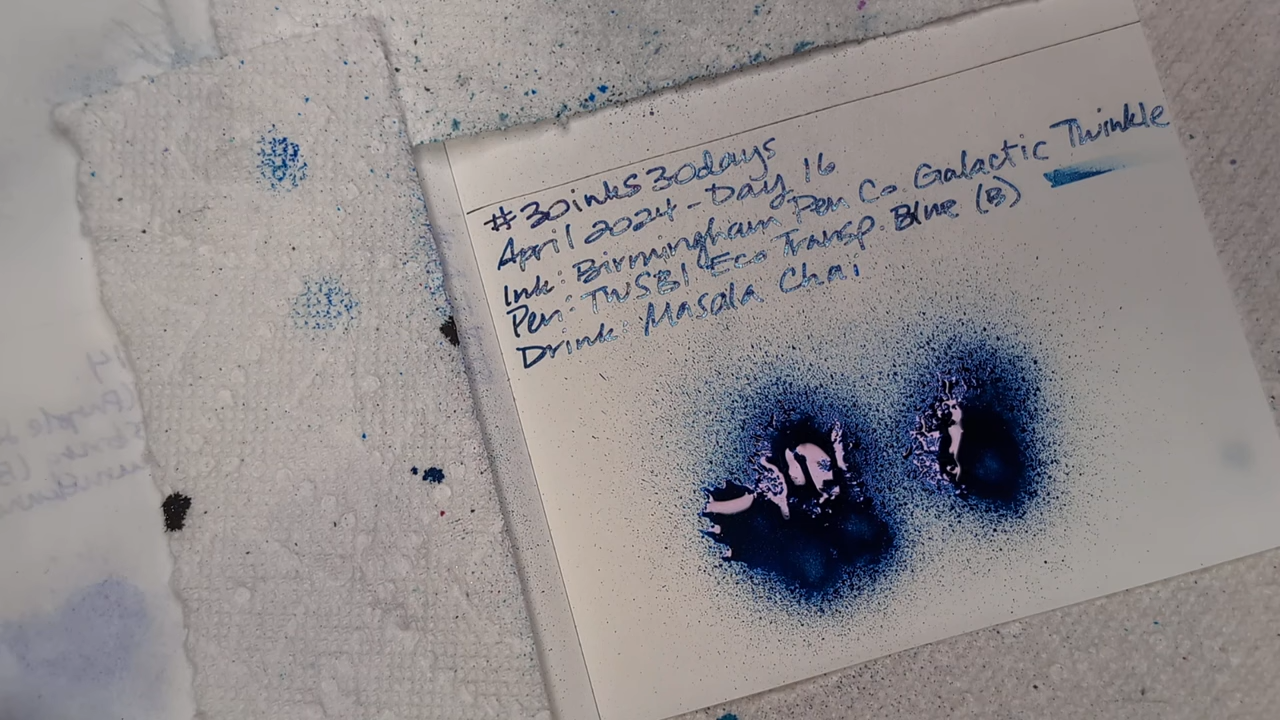 #30inks30days
April 2024 - Day 16
Ink: Birmingham Pen Co. Galactic Twinkle
Pen: TWSBI Eco Transp. Blue (B)
Drink: Masala Chai